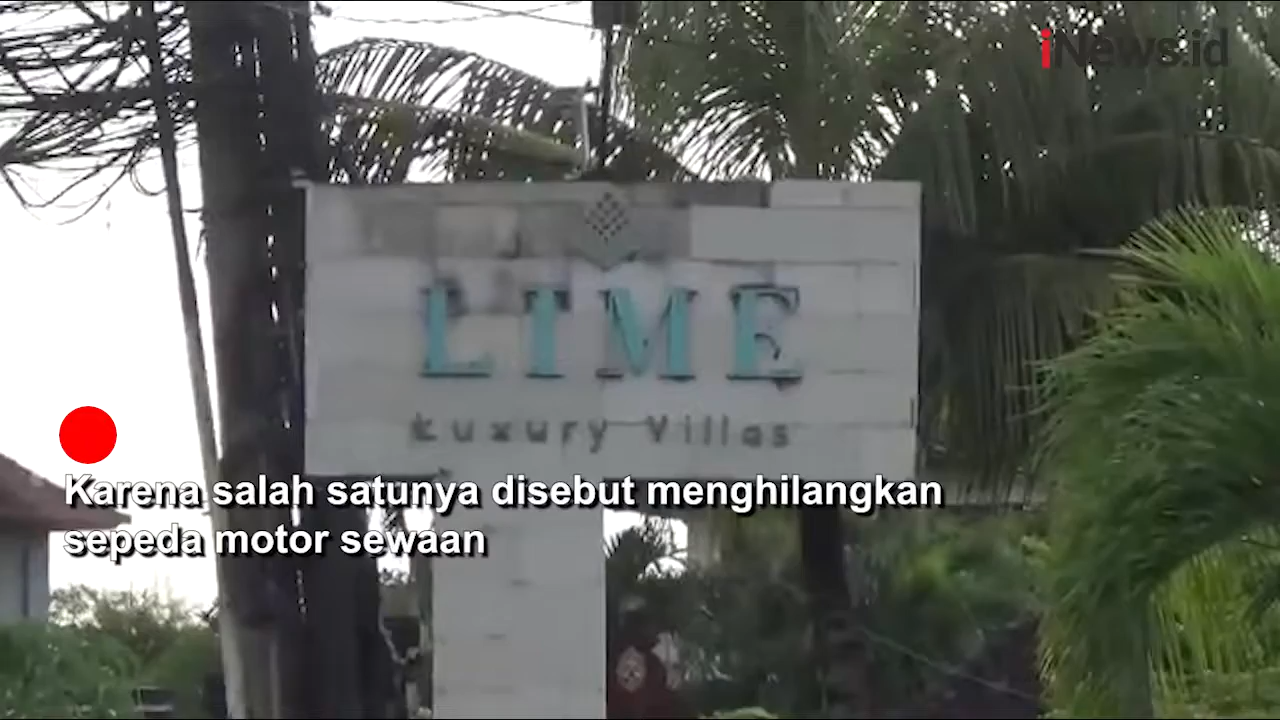 iNews.id
LIME
Luxury Villas
Karena salah satunya disebut menghilangkan
sepeda motor sewaan